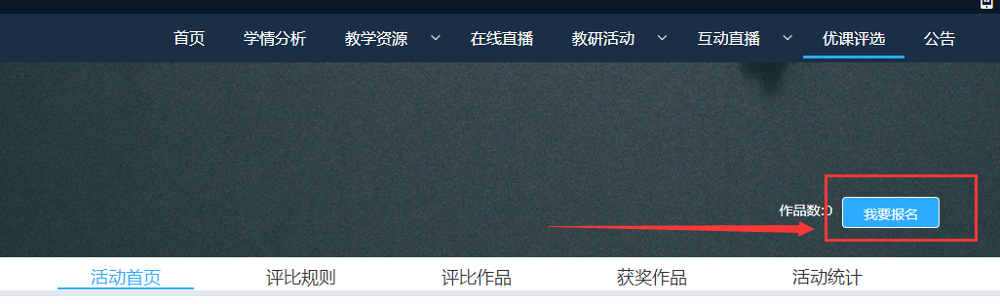 首页 学情分析 教学资源 在线直播 教研活动 互动直播 优课评选 公告
作品数:0 我要报名
活动首页 评比规则 评比作品 获奖作品 活动统计